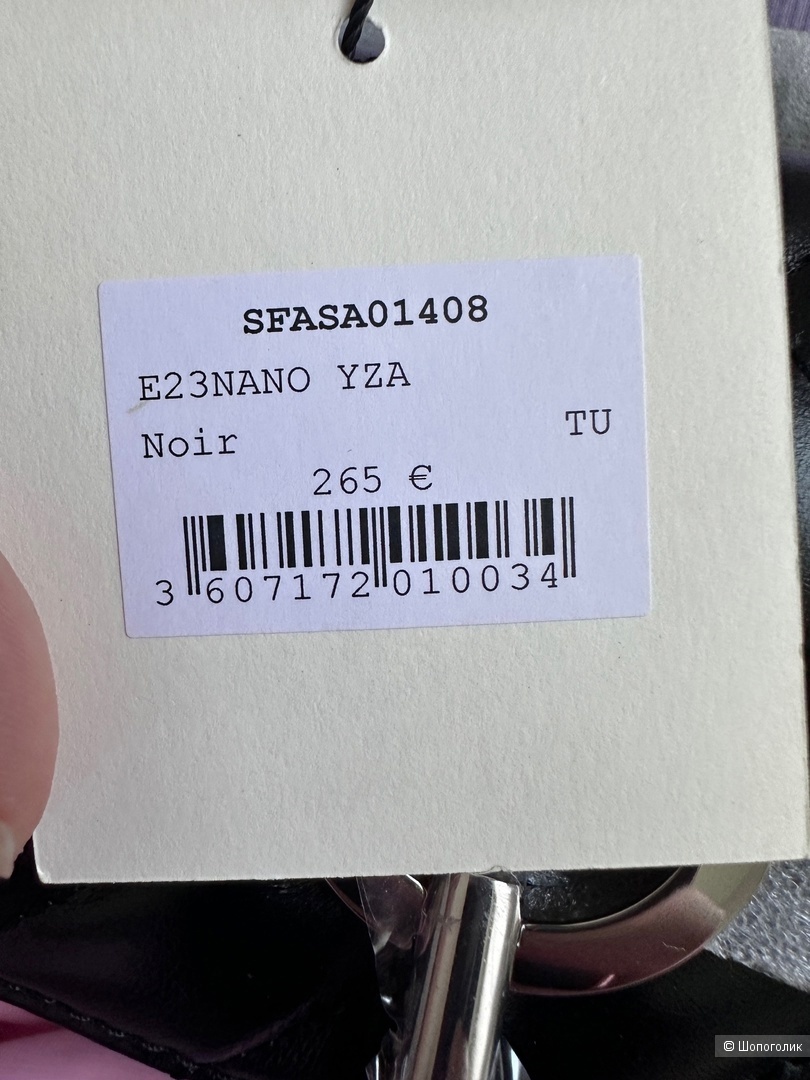 SFASA01408
E23NANO YZA
Noir TU
265 €
3 607172 010034
© Шопоголик